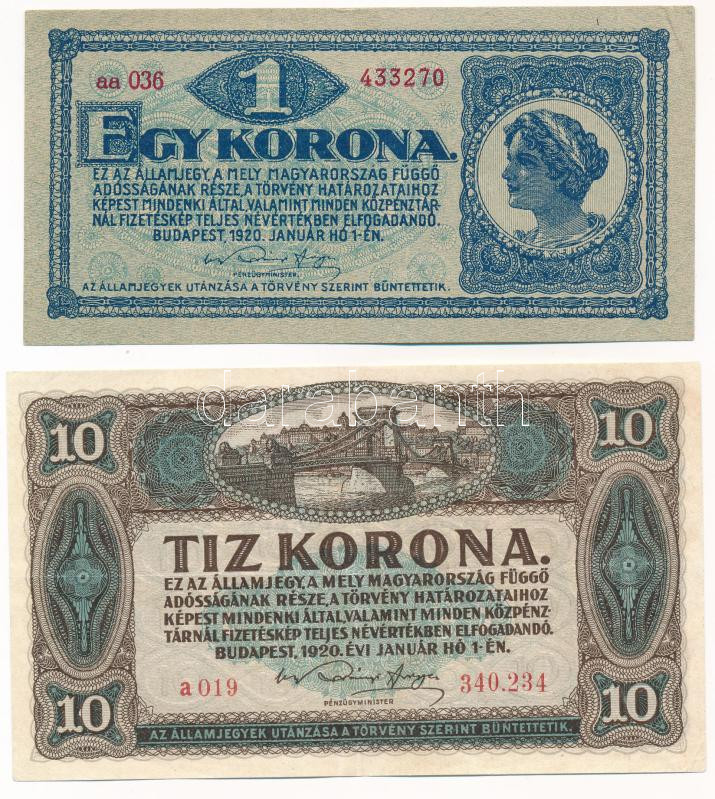 aa 036 433270
1
EGY KORONA.
EZ AZ ÁLLAMJEGY, A MELY MAGYARORSZÁG FÜGGŐ
ADÓSSÁGÁNAK RÉSZE, A TÖRVÉNY HATÁROZATAIHOZ
KÉPEST MINDENKI ÁLTAL, VALAMINT MINDEN KÖZPÉNZTÁR-
NÁL FIZETÉSKÉP TELJES NÉVÉRTÉKBEN ELFOGADANDÓ.
BUDAPEST, 1920. JANUÁR HÓ 1-ÉN.
PÉNZÜGYMINISTER.
AZ ÁLLAMJEGYEK UTÁNZÁSA A TÖRVÉNY SZERINT BÜNTETTETIK.
darabanth
10 10
TIZ KORONA.
EZ AZ ÁLLAMJEGY, A MELY MAGYARORSZÁG FÜGGŐ
ADÓSSÁGÁNAK RÉSZE, A TÖRVÉNY HATÁROZATAIHOZ
KÉPEST MINDENKI ÁLTAL, VALAMINT MINDEN KÖZPÉNZ-
TÁRNÁL FIZETÉSKÉP TELJES NÉVÉRTÉKBEN ELFOGADANDÓ.
BUDAPEST, 1920. ÉVI JANUÁR HÓ 1-ÉN.
a 019 340.234
PÉNZÜGYMINISTER
10 10
AZ ÁLLAMJEGYEK UTÁNZÁSA A TÖRVÉNY SZERINT BÜNTETTETIK.